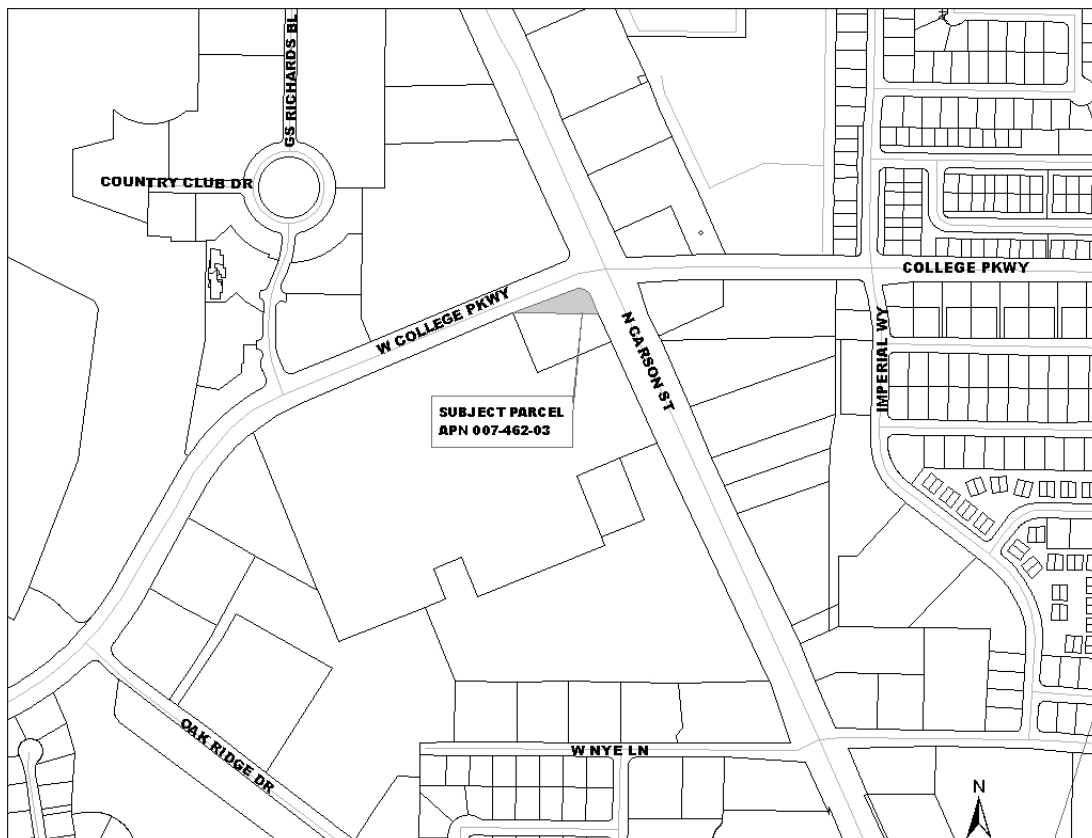 GS RICHARDS BL
COUNTRY CLUB DR
COLLEGE PKWY
W COLLEGE PKWY
N CARSON ST
IMPERIAL WY
SUBJECT PARCEL
APN 007-462-03
OAK RIDGE DR
W NYE LN
N